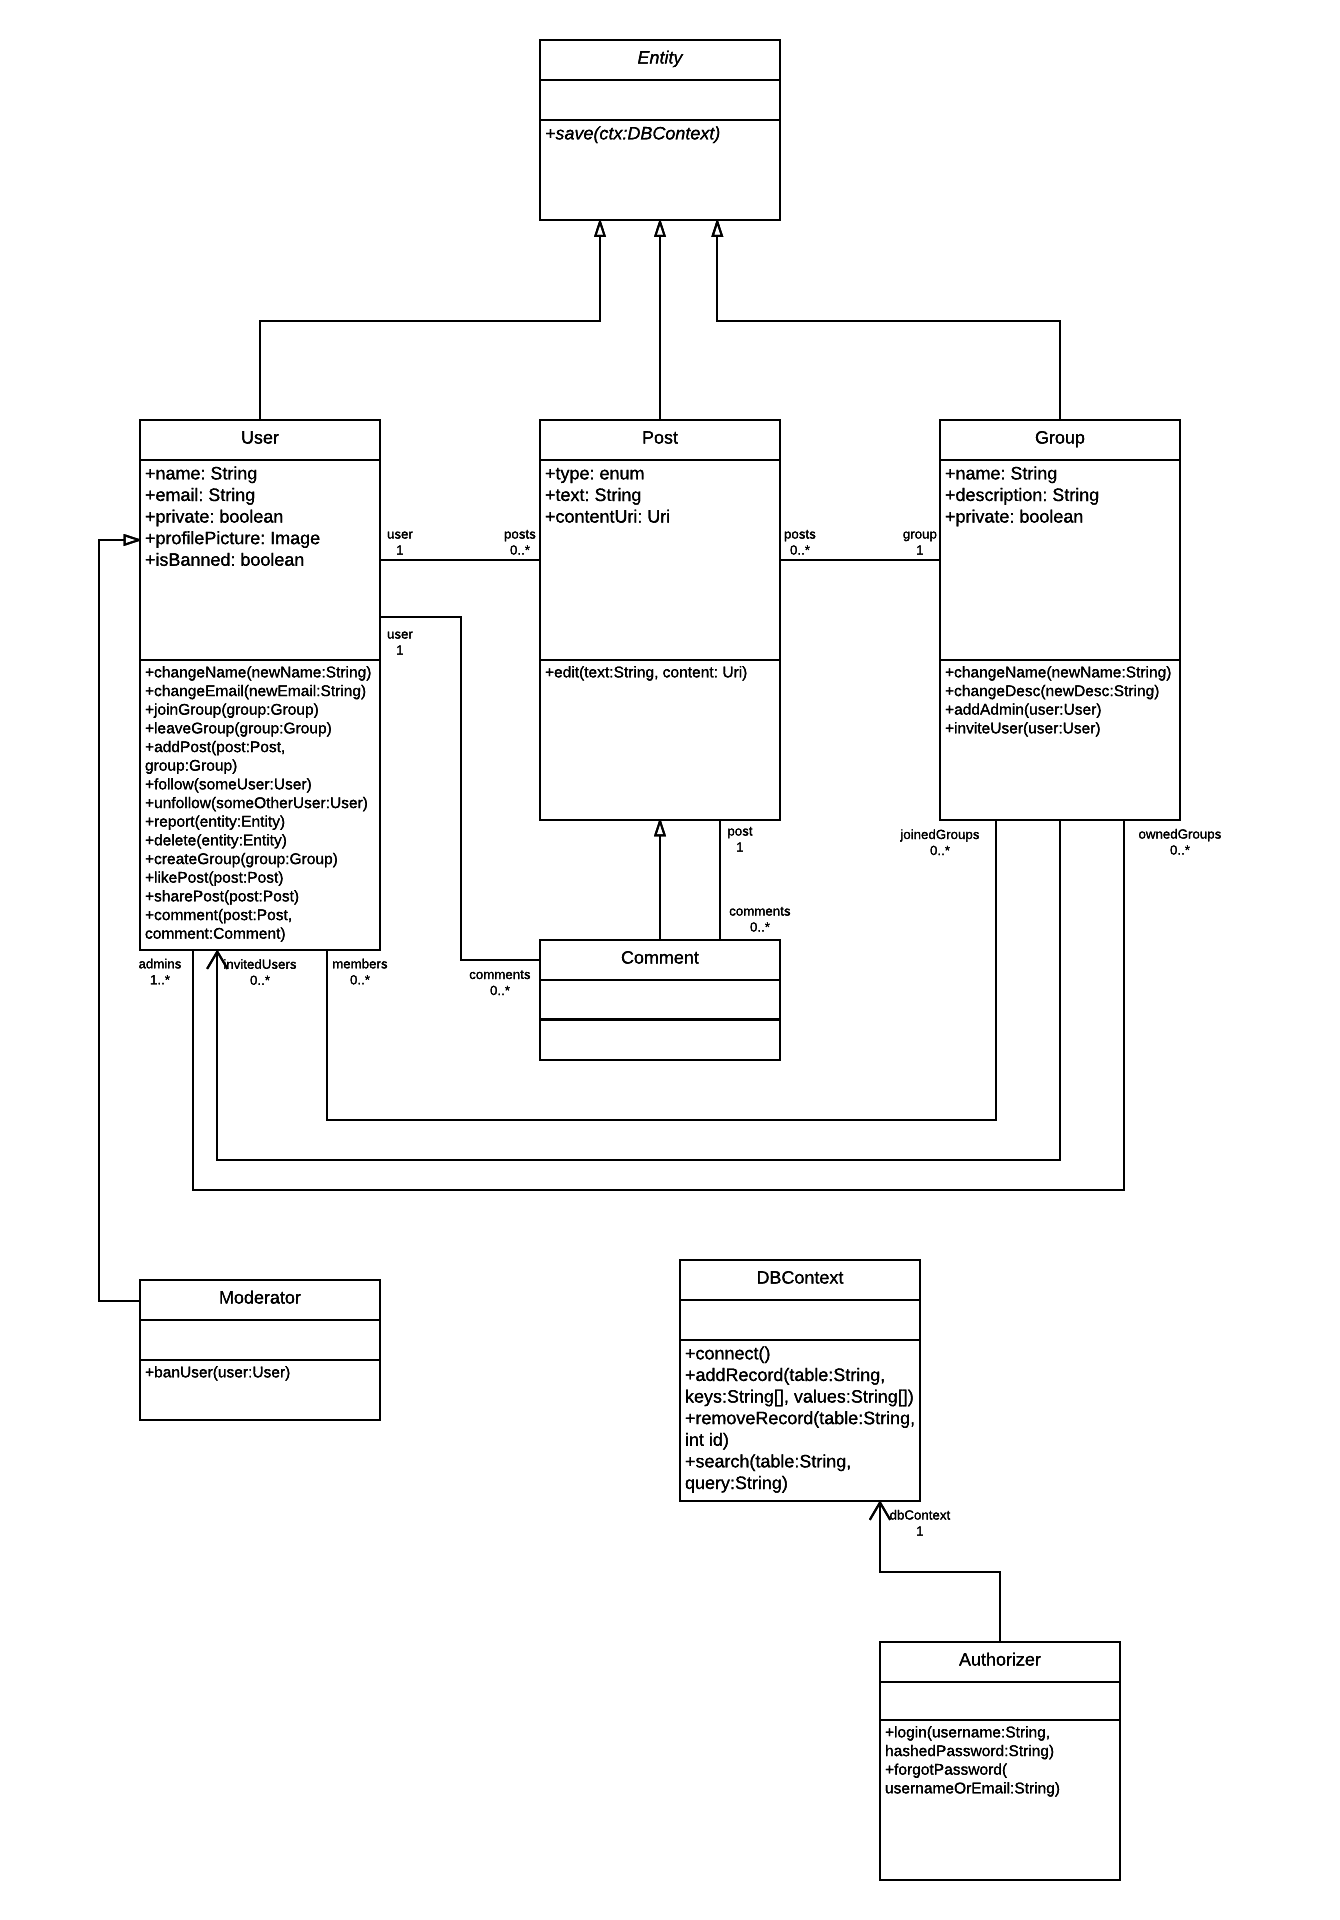 Entity
+save(ctx:DBContext)
User
+name: String
+email: String
+private: boolean
+profilePicture: Image
+isBanned: boolean
+changeName(newName:String)
+changeEmail(newEmail:String)
+joinGroup(group:Group)
+leaveGroup(group:Group)
+addPost(post:Post,
group:Group)
+follow(someUser:User)
+unfollow(someOtherUser:User)
+report(entity:Entity)
+delete(entity:Entity)
+createGroup(group:Group)
+likePost(post:Post)
+sharePost(post:Post)
+comment(post:Post,
comment:Comment)
user
1
posts
0..*
user
1
Post
+type: enum
+text: String
+contentUri: Uri
+edit(text:String, content: Uri)
posts
0..*
group
1
Group
+name: String
+description: String
+private: boolean
+changeName(newName:String)
+changeDesc(newDesc:String)
+addAdmin(user:User)
+inviteUser(user:User)
post
1
comments
0..*
joinedGroups
0..*
ownedGroups
0..*
admins
1..*
invitedUsers
0..*
members
0..*
comments
0..*
Comment
Moderator
+banUser(user:User)
DBContext
+connect()
+addRecord(table:String,
keys:String[], values:String[])
+removeRecord(table:String,
int id)
+search(table:String,
query:String)
dbContext
1
Authorizer
+login(username:String,
hashedPassword:String)
+forgotPassword(
usernameOrEmail:String)